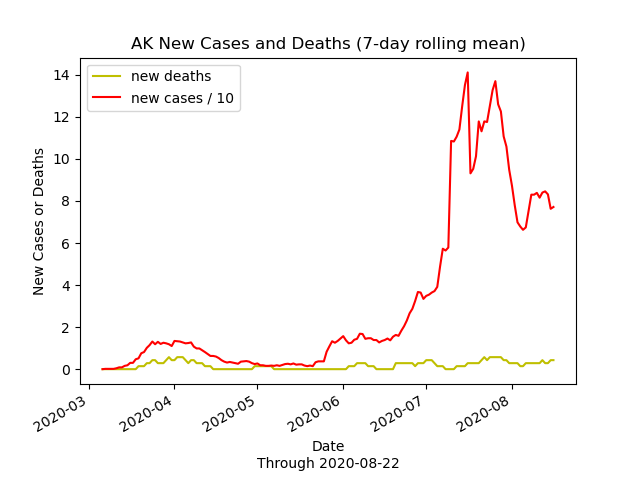 AK New Cases and Deaths (7-day rolling mean)
new deaths
new cases / 10
New Cases or Deaths
14
12
10
8
6
4
2
0
2020-03
2020-04
2020-05
2020-06
2020-07
2020-08
Date
Through 2020-08-22